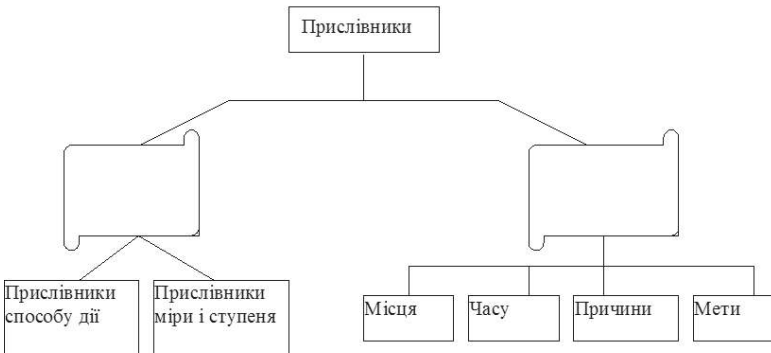 Прислівники
Прислівники
способу дії
Прислівники
міри і ступеня
Місця
Часу
Причини
Мети